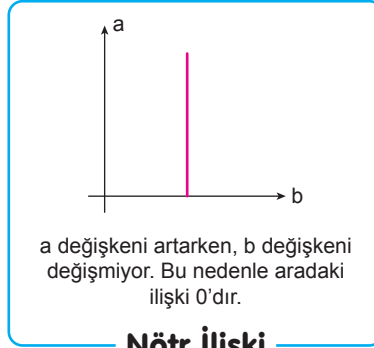 a
b
a değişkeni artarken, b değişkeni
değişmiyor. Bu nedenle aradaki
ilişki 0’dır.
Nötr İlişki